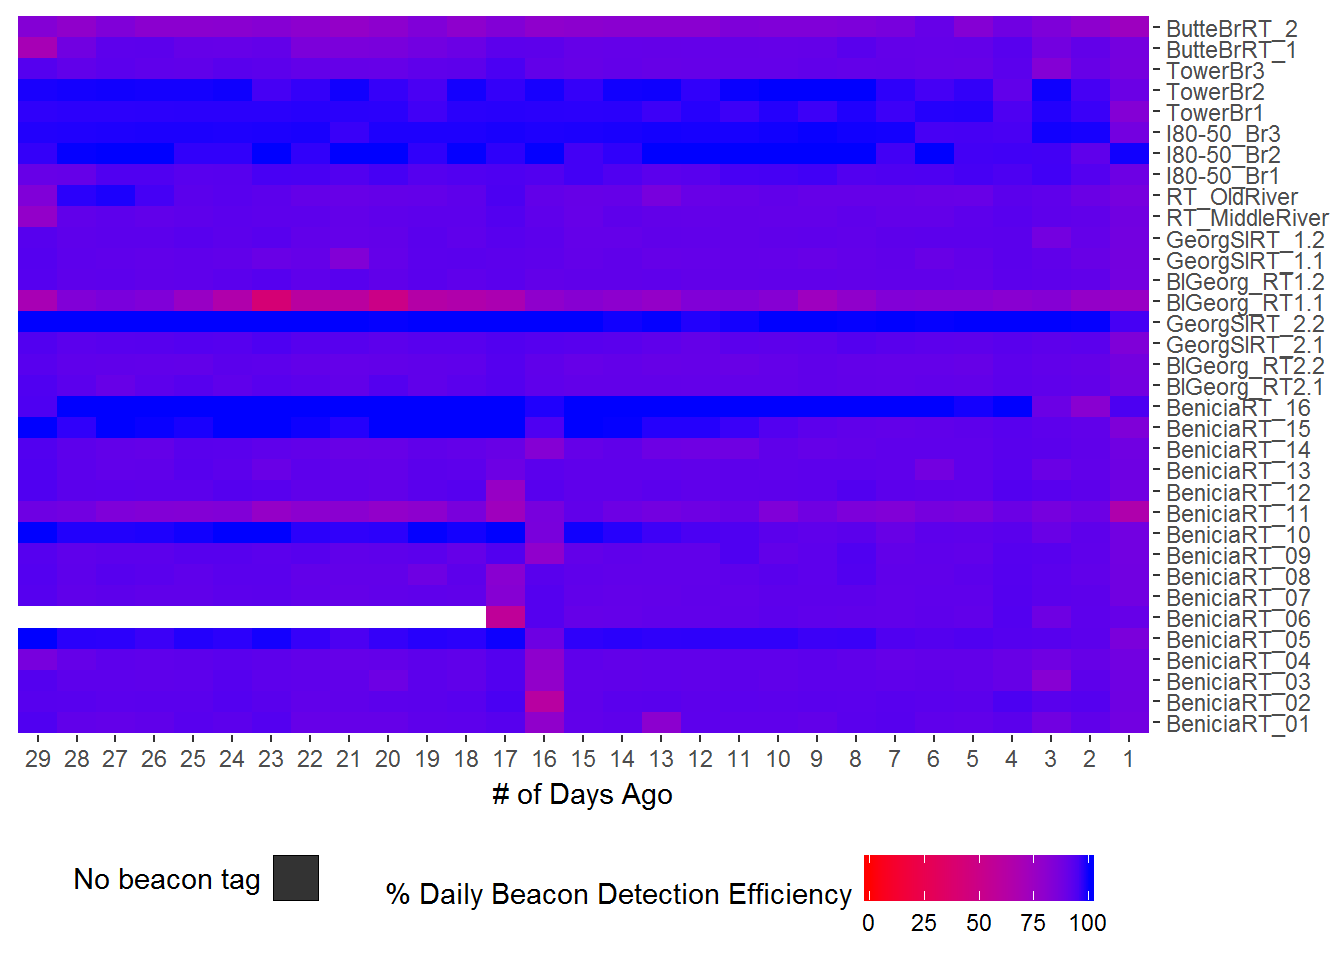 ButteBrRT_2
ButteBrRT_1
TowerBr3
TowerBr2
TowerBr1
I80-50_Br3
I80-50_Br2
I80-50_Br1
RT_OldRiver
RT_MiddleRiver
GeorgSlRT_1.2
GeorgSlRT_1.1
BlGeorg_RT1.2
BlGeorg_RT1.1
GeorgSlRT_2.2
GeorgSlRT_2.1
BlGeorg_RT2.2
BlGeorg_RT2.1
BeniciaRT_16
BeniciaRT_15
BeniciaRT_14
BeniciaRT_13
BeniciaRT_12
BeniciaRT_11
BeniciaRT_10
BeniciaRT_09
BeniciaRT_08
BeniciaRT_07
BeniciaRT_06
BeniciaRT_05
BeniciaRT_04
BeniciaRT_03
BeniciaRT_02
BeniciaRT_01
29 28 27 26 25 24 23 22 21 20 19 18 17 16 15 14 13 12 11 10 9 8 7 6 5 4 3 2 1
# of Days Ago
No beacon tag
% Daily Beacon Detection Efficiency
0 25 50 75 100